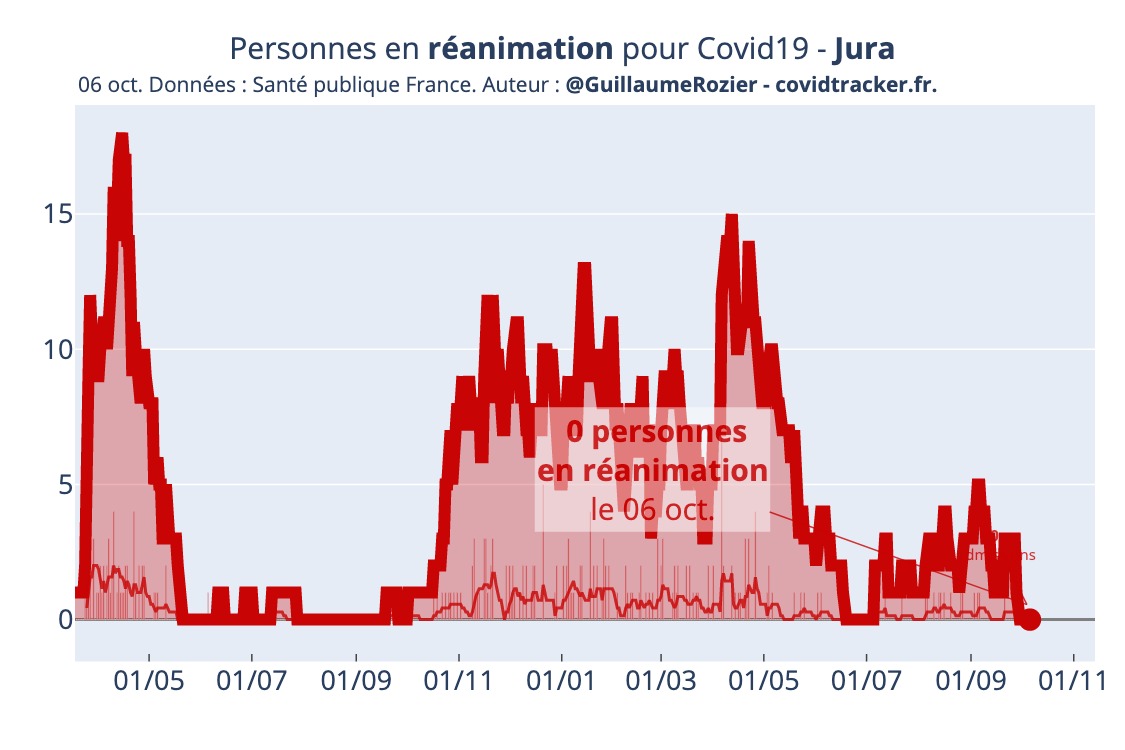 Personnes en réanimation pour Covid19 - Jura
06 oct. Données : Santé publique France. Auteur : @GuillaumeRozier - covidtracker.fr.
15
10
5
0
0 personnes
en réanimation
le 06 oct.
01/05
01/07
01/09
01/11
01/01
01/03
01/05
01/07
01/09
01/11